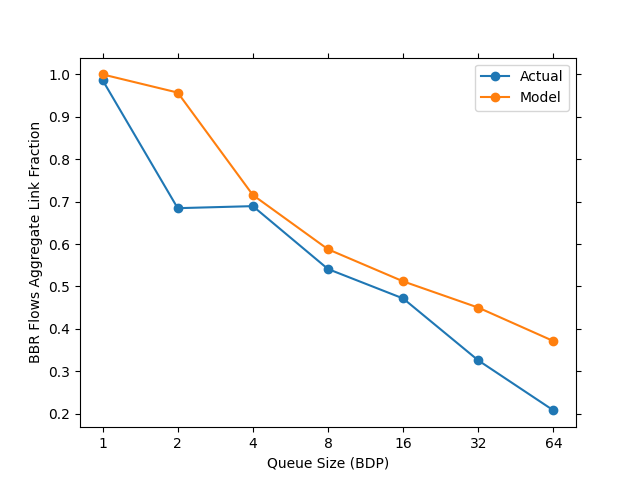 Actual
Model
1.0
0.9
0.8
0.7
0.6
0.5
0.4
0.3
0.2
BBR Flows Aggregate Link Fraction
1 2 4 8 16 32 64
Queue Size (BDP)